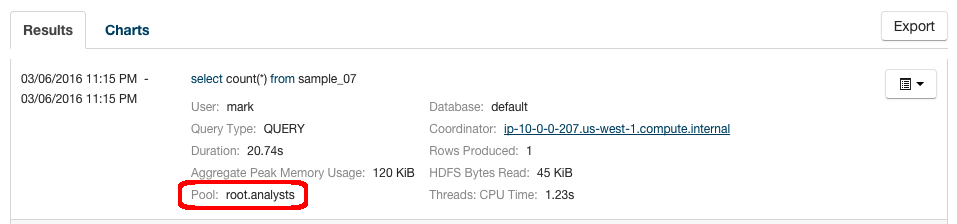 Results Charts Export
03/06/2016 11:15 PM - select count(*) from sample_07
03/06/2016 11:15 PM
User: mark Database: default
Query Type: QUERY Coordinator: ip-10-0-0-207.us-west-1.compute.internal
Duration: 20.74s Rows Produced: 1
Aggregate Peak Memory Usage: 120 KiB HDFS Bytes Read: 45 KiB
Pool: root.analysts Threads: CPU Time: 1.23s